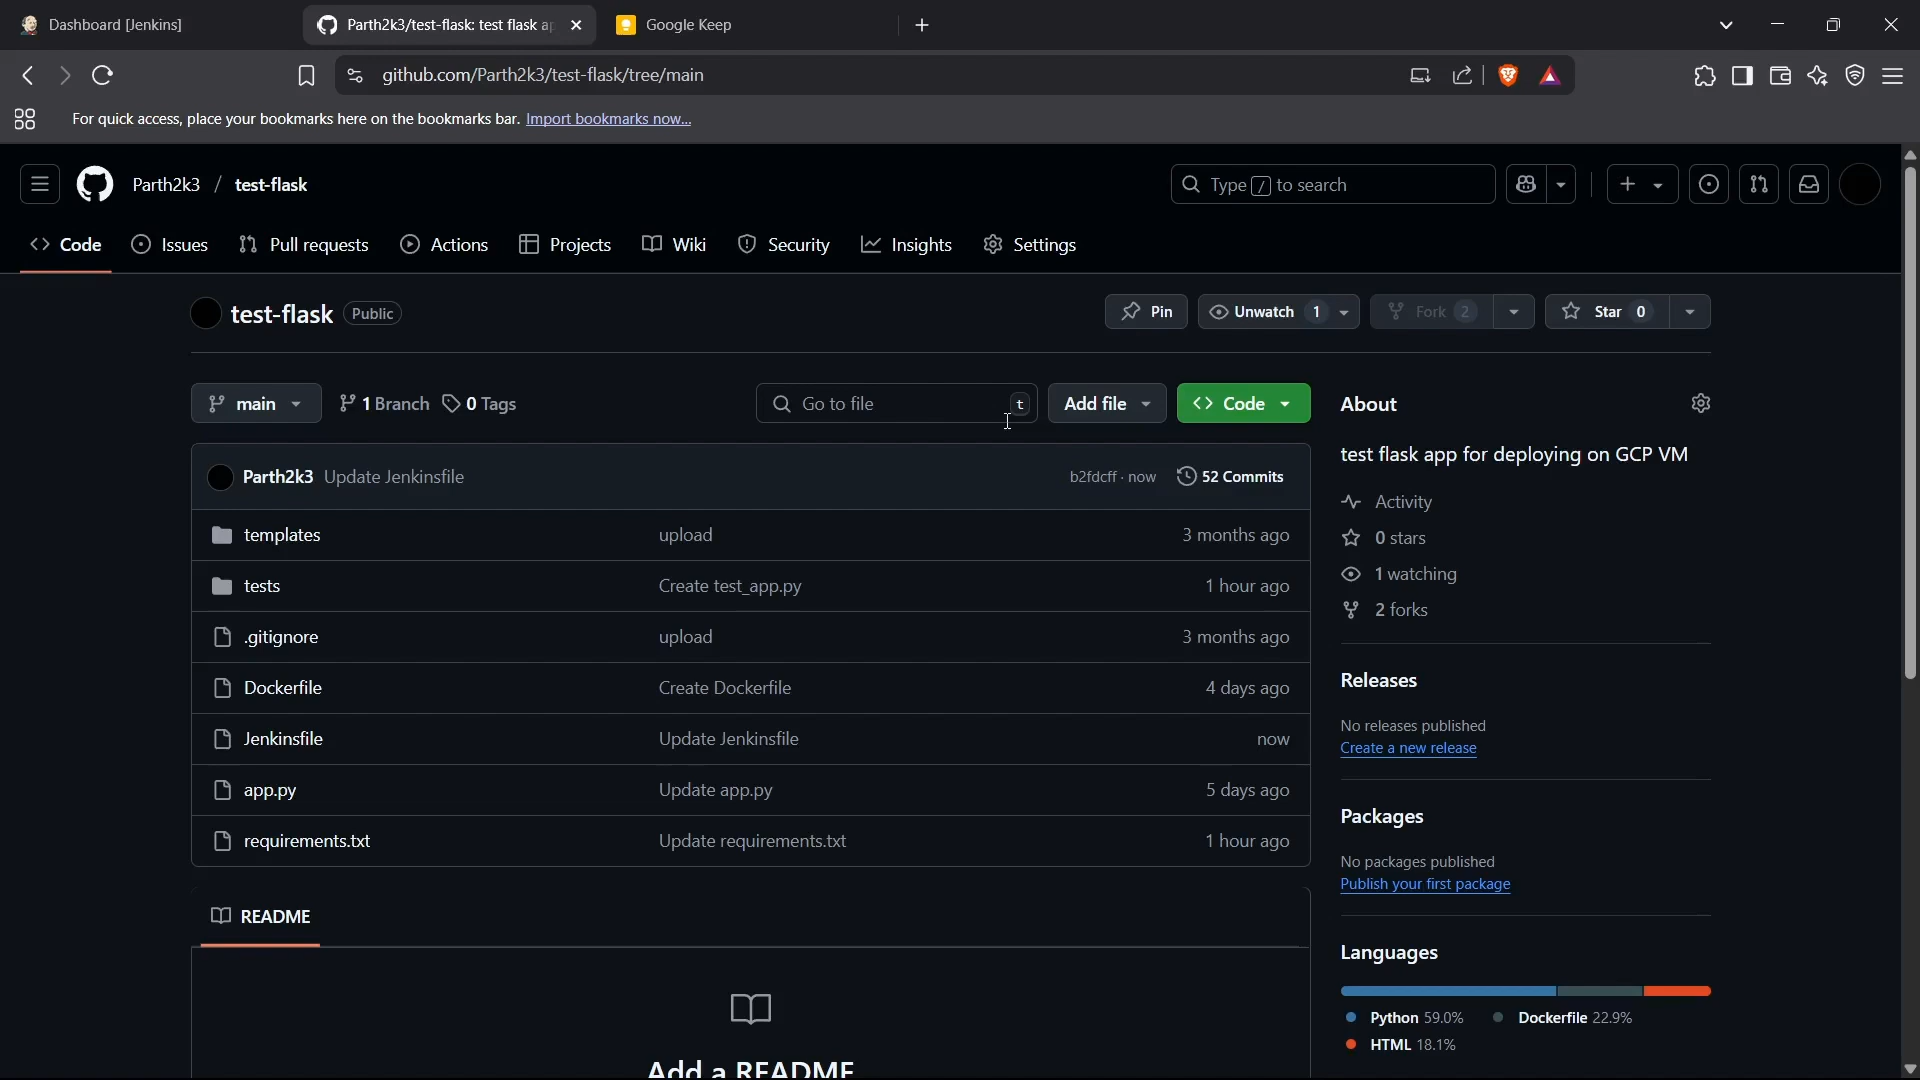 Dashboard [Jenkins]
Parth2k3/test-flask: test flask ap
Google Keep
github.com/Parth2k3/test-flask/tree/main
For quick access, place your bookmarks here on the bookmarks bar. Import bookmarks now...
Parth2k3 / test-flask
Type / to search
Code
Issues
Pull requests
Actions
Projects
Wiki
Security
Insights
Settings
test-flask Public
Pin
Unwatch 1
Fork 2
Star 0
main
1 Branch
0 Tags
Go to file t
Add file
Code
Parth2k3 Update Jenkinsfile b2fdcff · now 52 Commits
templates upload 3 months ago
tests Create test_app.py 1 hour ago
.gitignore upload 3 months ago
Dockerfile Create Dockerfile 4 days ago
Jenkinsfile Update Jenkinsfile now
app.py Update app.py 5 days ago
requirements.txt Update requirements.txt 1 hour ago
README
Add a README
About
test flask app for deploying on GCP VM
Activity
0 stars
1 watching
2 forks
Releases
No releases published
Create a new release
Packages
No packages published
Publish your first package
Languages
Python 59.0% Dockerfile 22.9%
HTML 18.1%